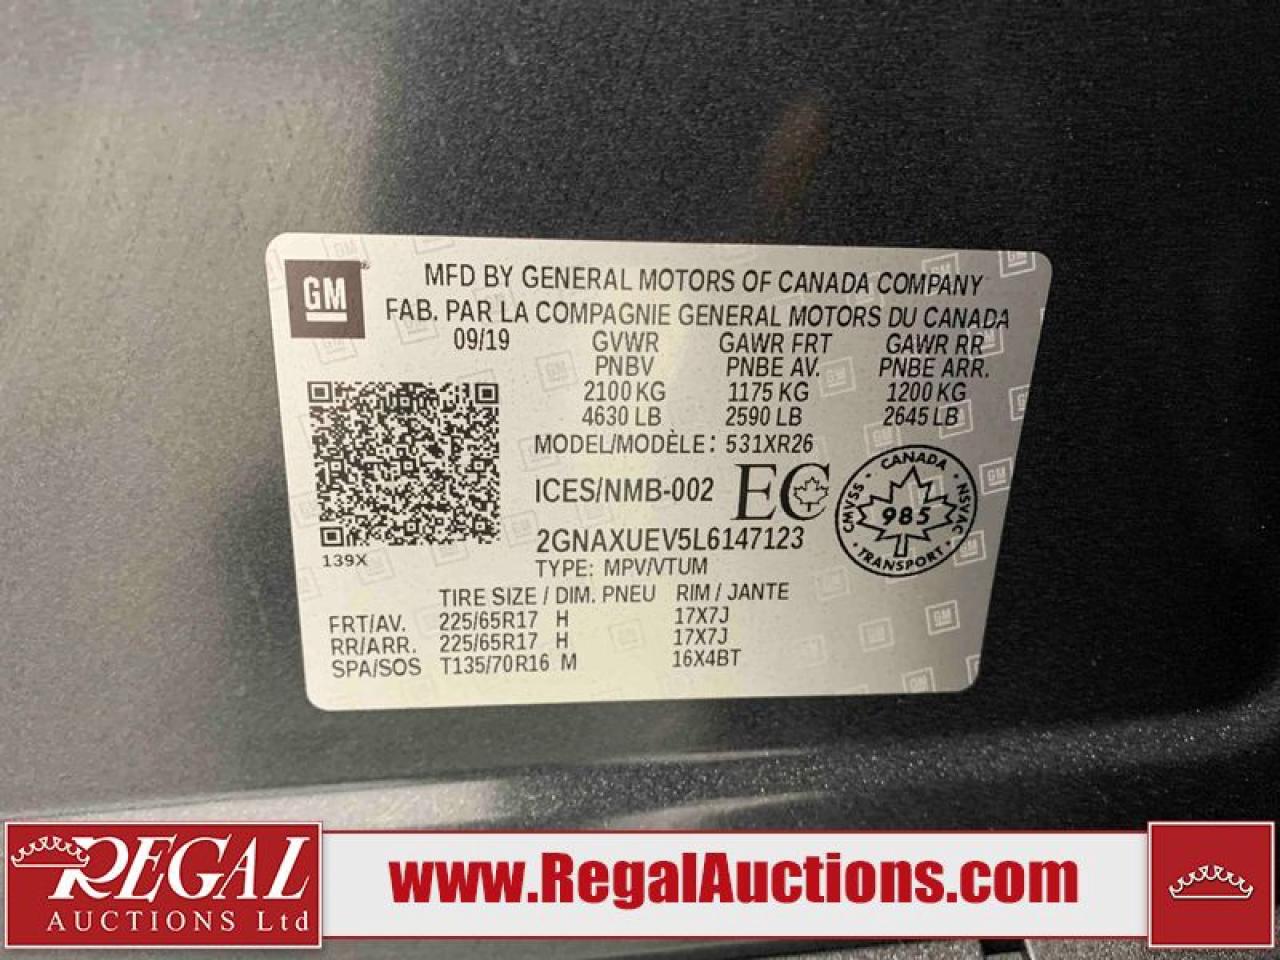 GM
MFD BY GENERAL MOTORS OF CANADA COMPANY
FAB. PAR LA COMPAGNIE GENERAL MOTORS DU CANADA
09/19 GVWR GAWR FRT GAWR RR
PNBV PNBE AV. PNBE ARR.
2100 KG 1175 KG 1200 KG
4630 LB 2590 LB 2645 LB
MODEL/MODÈLE: 531XR26
ICES/NMB-002 EC
CANADA
CMVSS 985 NSVAC
TRANSPORT
2GNAXUEV5L6147123
139X
TYPE: MPV/VTUM
TIRE SIZE / DIM. PNEU RIM / JANTE
FRT/AV. 225/65R17 H 17X7J
RR/ARR. 225/65R17 H 17X7J
SPA/SOS T135/70R16 M 16X4BT
REGAL
AUCTIONS Ltd
www.RegalAuctions.com